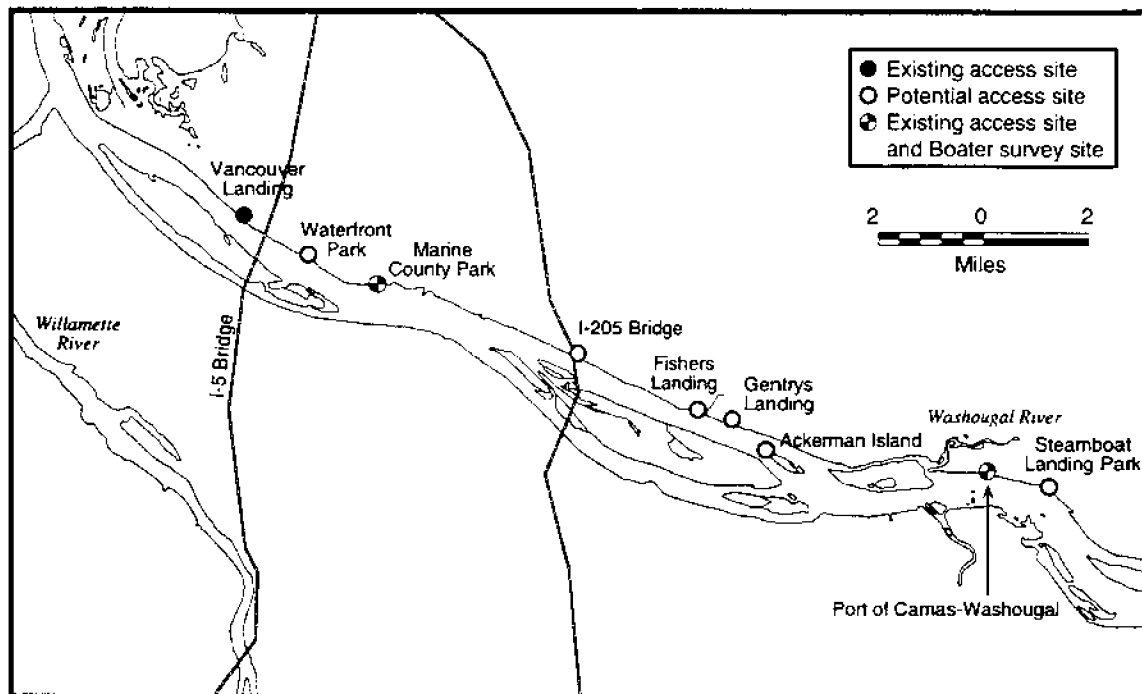 Existing access site
Potential access site
Existing access site
and Boater survey site
2 0 2
Miles
Vancouver
Landing
Waterfront
Park
Marine
County Park
Willamette
River
I-5 Bridge
I-205 Bridge
Fishers
Landing
Gentrys
Landing
Ackerman Island
Washougal River
Steamboat
Landing Park
Port of Camas-Washougal